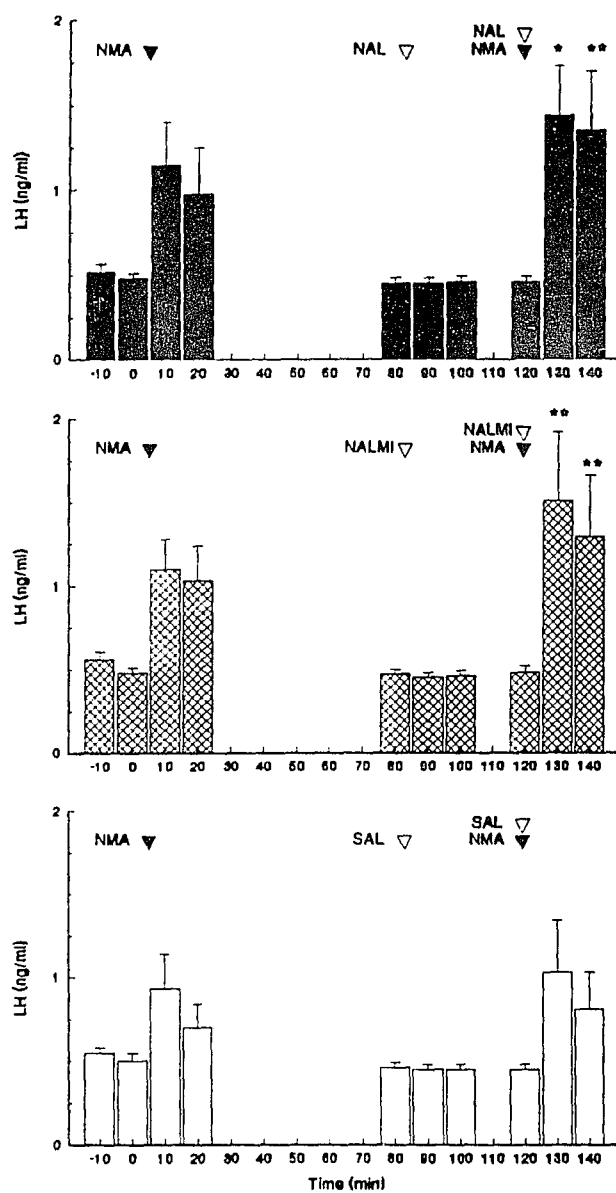 2
NAL ▽
NMA ▼ NAL ▽ NMA ▼ * **
LH (ng/ml)
1
0
-10 0 10 20 30 40 50 60 70 80 90 100 110 120 130 140
2
**
NALMI ▽
NMA ▼ NALMI ▽ NMA ▼ **
LH (ng/ml)
1
0
-10 0 10 20 30 40 50 60 70 80 90 100 110 120 130 140
2
SAL ▽
NMA ▼ SAL ▽ NMA ▼
LH (ng/ml)
1
0
-10 0 10 20 30 40 50 60 70 80 90 100 110 120 130 140
Time (min)